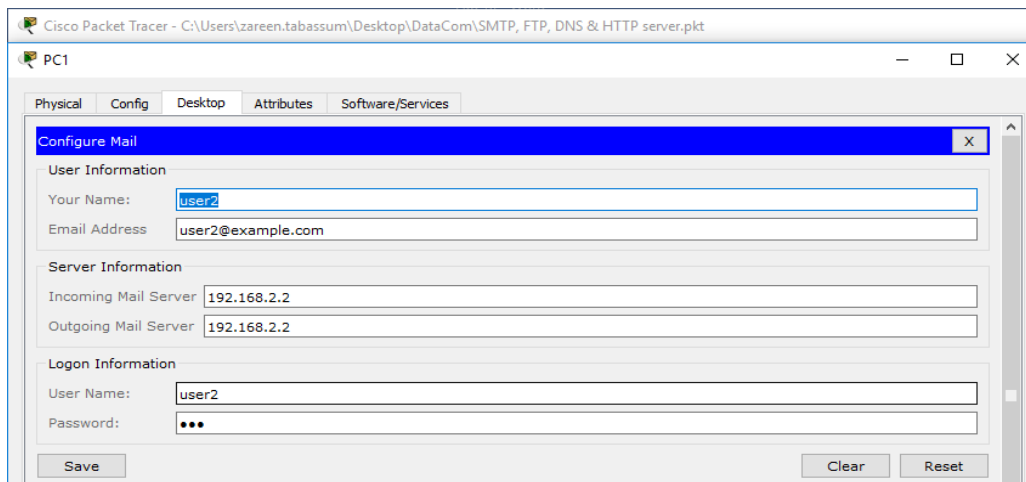 Cisco Packet Tracer - C:\Users\zareen.tabassum\Desktop\DataCom\SMTP, FTP, DNS & HTTP server.pkt
PC1
Physical Config Desktop Attributes Software/Services
Configure Mail X
User Information
Your Name: user2
Email Address user2@example.com
Server Information
Incoming Mail Server 192.168.2.2
Outgoing Mail Server 192.168.2.2
Logon Information
User Name: user2
Password: •••
Save Clear Reset